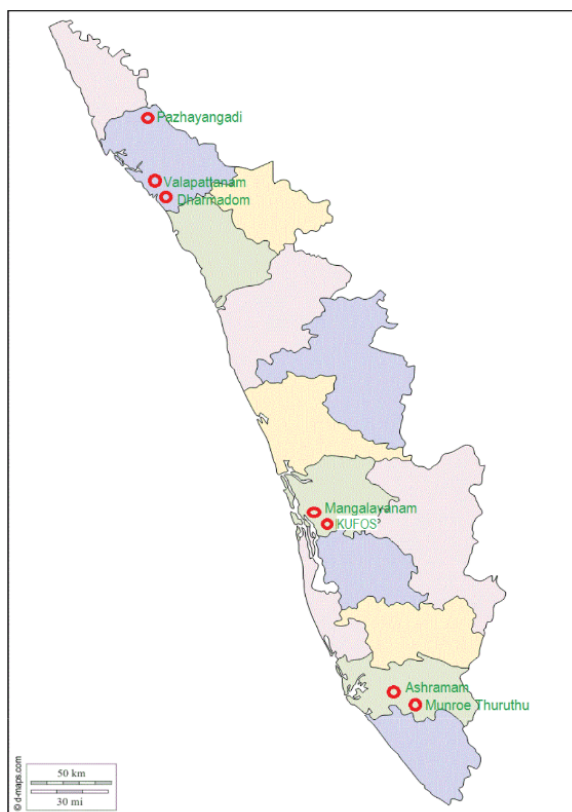 Pazhayangadi
Valapattanam
Dharmadom
Mangalavanam
KUFOS
Ashramam
Munroe Thuruthu
50 km
30 mi
© d-maps.com